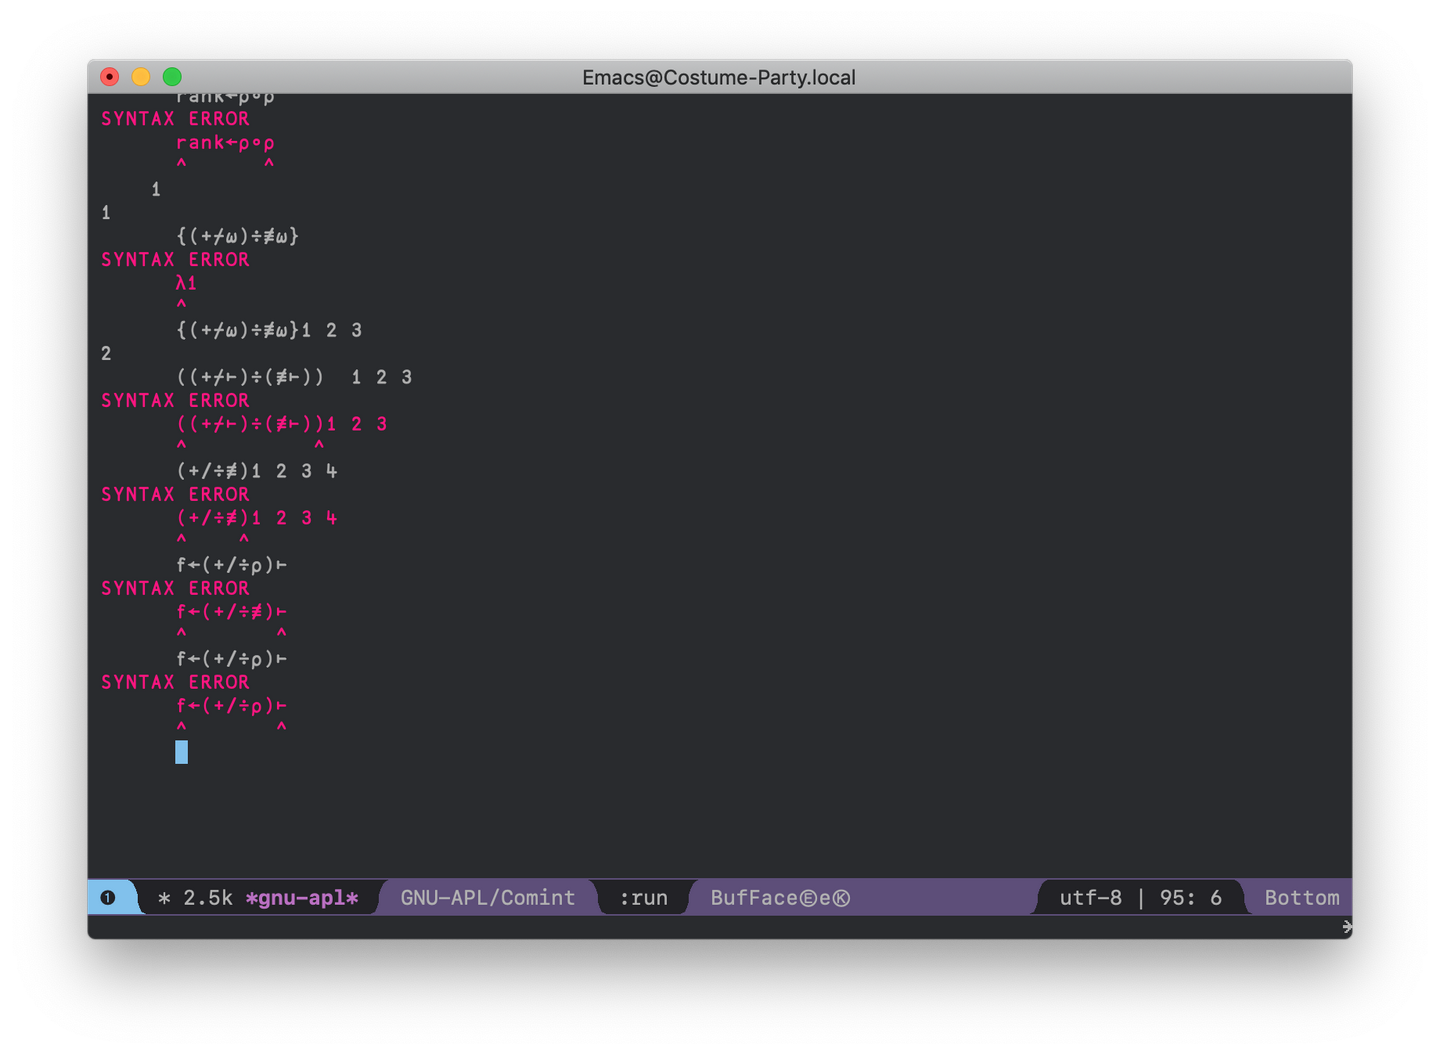 Emacs@Costume-Party.local
rank←⍴∘⍴
SYNTAX ERROR
rank←⍴∘⍴
^ ^
1
1
{(+⌿⍵)÷≢⍵}
SYNTAX ERROR
λ1
^
{(+⌿⍵)÷≢⍵}1 2 3
2
((+⌿⊢)÷(≢⊢)) 1 2 3
SYNTAX ERROR
((+⌿⊢)÷(≢⊢))1 2 3
^ ^
(+/÷≢)1 2 3 4
SYNTAX ERROR
(+/÷≢)1 2 3 4
^ ^
f←(+/÷⍴)⊢
SYNTAX ERROR
f←(+/÷≢)⊢
^ ^
f←(+/÷⍴)⊢
SYNTAX ERROR
f←(+/÷⍴)⊢
^ ^
❶ * 2.5k *gnu-apl* GNU-APL/Comint :run BufFaceⒺeⓀ utf-8 | 95: 6 Bottom